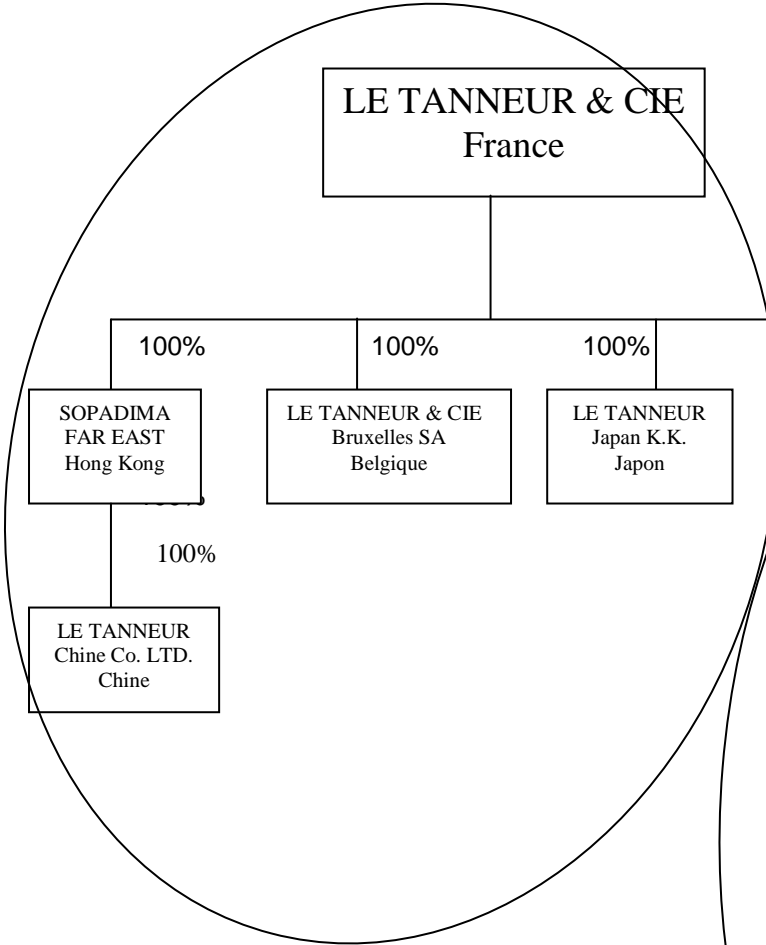 LE TANNEUR & CIE
France
100%
100%
100%
SOPADIMA
FAR EAST
Hong Kong
LE TANNEUR & CIE
Bruxelles SA
Belgique
LE TANNEUR
Japan K.K.
Japon
100%
LE TANNEUR
Chine Co. LTD.
Chine